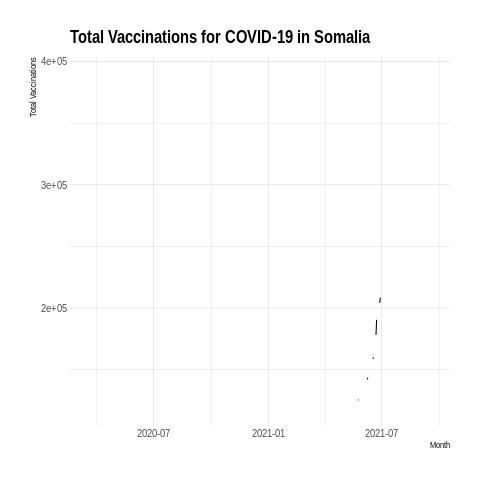 Total Vaccinations for COVID-19 in Somalia
Total Vaccinations
4e+05
3e+05
2e+05
2020-07
2021-01
2021-07
Month